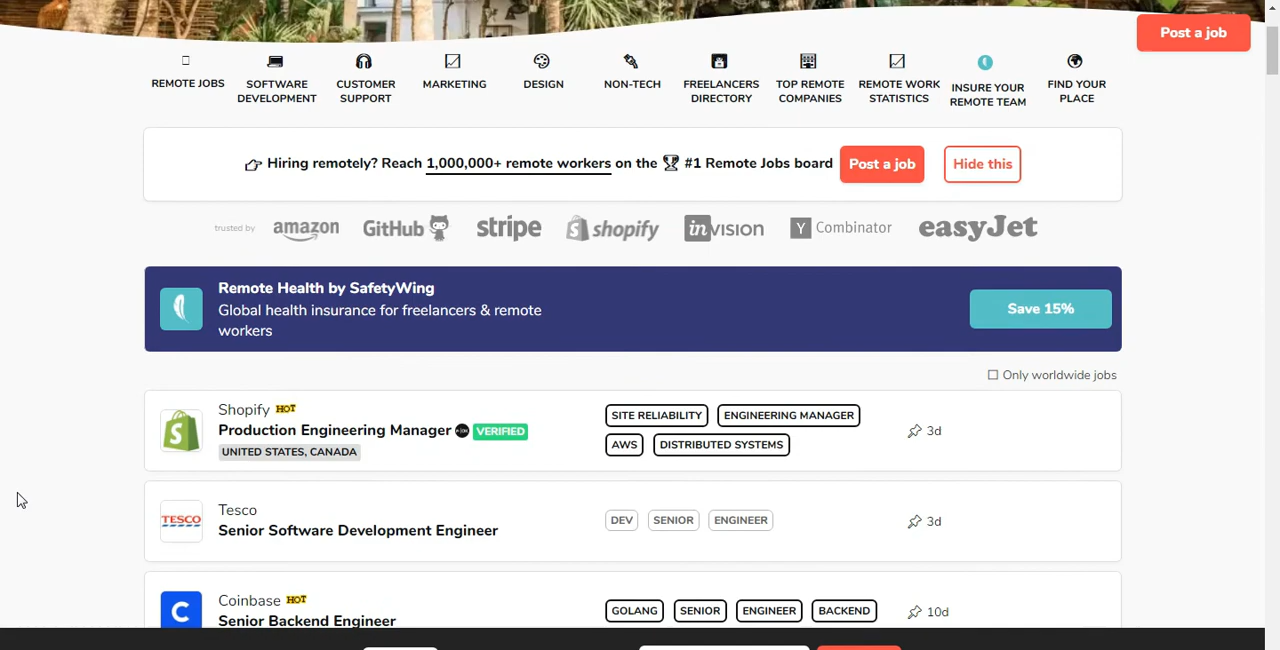 Post a job
REMOTE JOBS
SOFTWARE
DEVELOPMENT
CUSTOMER
SUPPORT
MARKETING
DESIGN
NON-TECH
FREELANCERS
DIRECTORY
TOP REMOTE
COMPANIES
REMOTE WORK
STATISTICS
INSURE YOUR
REMOTE TEAM
FIND YOUR
PLACE
Hiring remotely? Reach 1,000,000+ remote workers on the #1 Remote Jobs board Post a job Hide this
trusted by amazon GitHub stripe shopify inVISION Y Combinator easyJet
Remote Health by SafetyWing
Global health insurance for freelancers & remote
workers
Save 15%
Only worldwide jobs
Shopify HOT
Production Engineering Manager VERIFIED
UNITED STATES, CANADA
SITE RELIABILITY ENGINEERING MANAGER
AWS DISTRIBUTED SYSTEMS
3d
TESCO
Tesco
Senior Software Development Engineer
DEV SENIOR ENGINEER
3d
Coinbase HOT
Senior Backend Engineer
GOLANG SENIOR ENGINEER BACKEND
10d